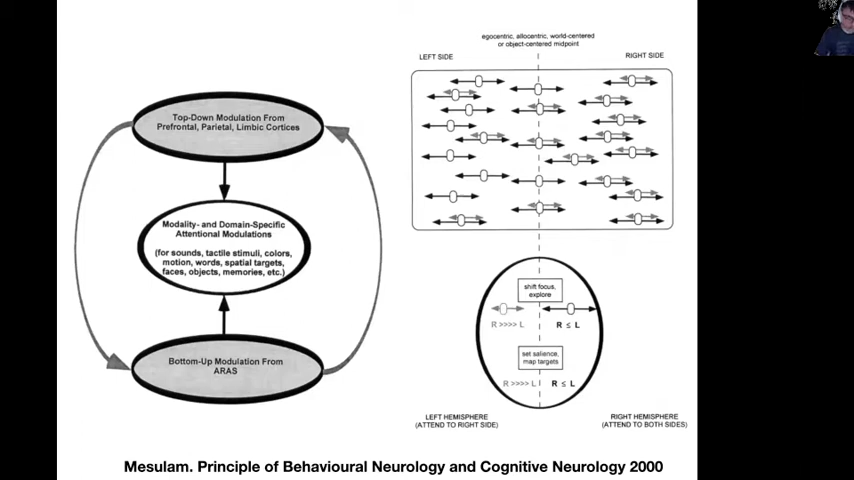 egocentric, allocentric, world-centered
or object-centered midpoint
LEFT SIDE
RIGHT SIDE
Top-Down Modulation From
Prefrontal, Parietal, Limbic Cortices
Modality- and Domain-Specific
Attentional Modulations
(for sounds, tactile stimuli, colors,
motion, words, spatial targets,
faces, objects, memories, etc.)
Bottom-Up Modulation From
ARAS
shift focus,
explore
R >>>> L
R ≤ L
set salience,
map targets
R >>>> L
R ≤ L
LEFT HEMISPHERE
(ATTEND TO RIGHT SIDE)
RIGHT HEMISPHERE
(ATTEND TO BOTH SIDES)
Mesulam. Principle of Behavioural Neurology and Cognitive Neurology 2000